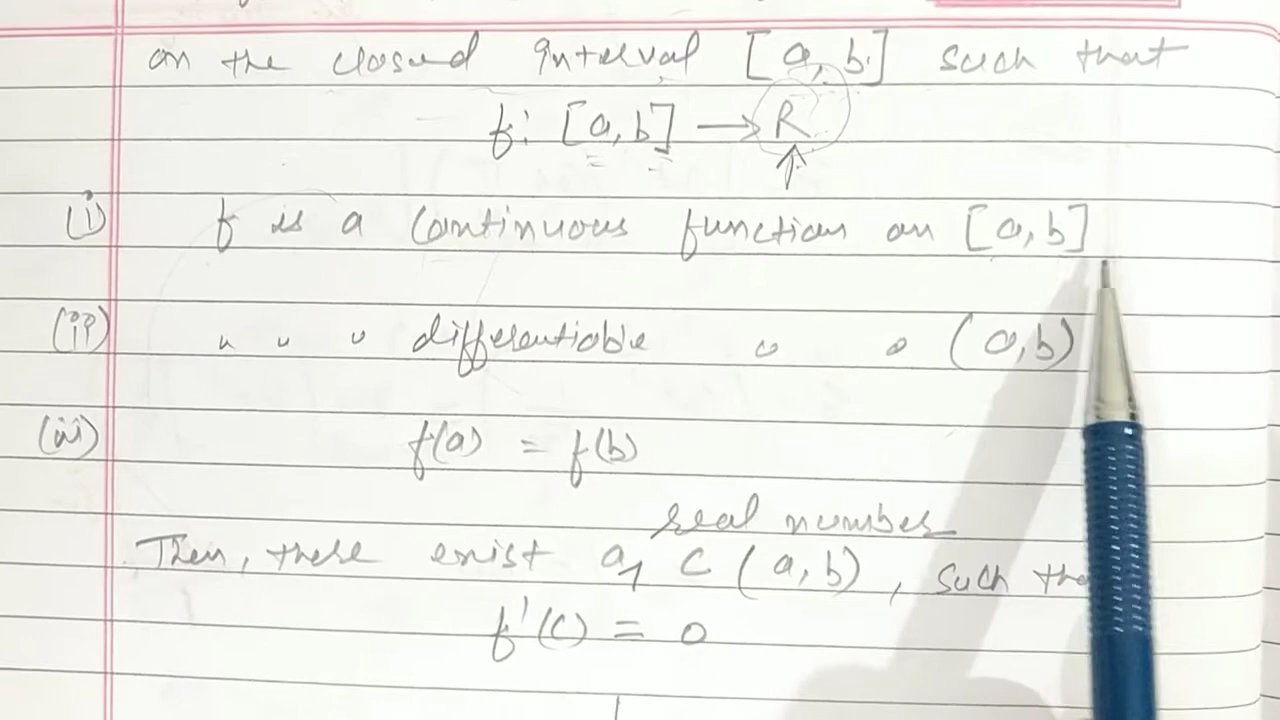 on the closed interval [a, b] such that
f: [a, b] → R
(i) f is a continuous function on [a, b]
(ii) " " " differentiable " " (a, b)
(iii) f(a) = f(b)
real number
Then, there exist a, c (a, b), such tha
f'(c) = 0